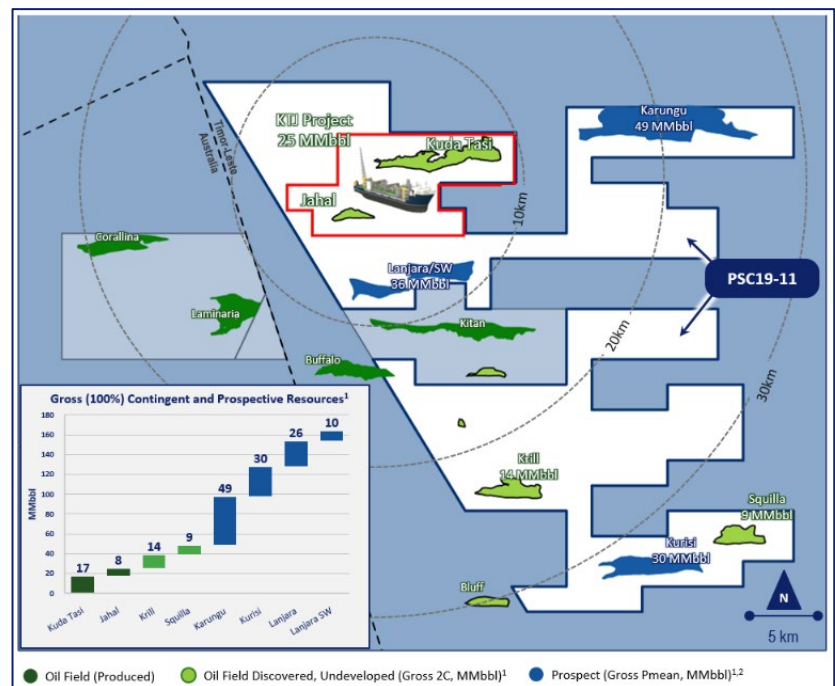 KTJ Project
25 MMbbl
Kuda Tasi
Jahal
Karungu
49 MMbbl
Timor-Leste
Australia
10km
Corallina
Lanjara/SW
36 MMbbl
PSC19-11
Laminaria
Kitan
20km
Buffalo
30km
Gross (100%) Contingent and Prospective Resources¹
MMbbl
180
160
140
120
100
80
60
40
20
0
17
8
14
9
49
30
26
10
Kuda Tasi
Jahal
Krill
Squilla
Karungu
Kurisi
Lanjara
Lanjara SW
Krill
14 MMbbl
Squilla
9 MMbbl
Kurisi
30 MMbbl
Bluff
N
5 km
Oil Field (Produced)
Oil Field Discovered, Undeveloped (Gross 2C, MMbbl)¹
Prospect (Gross Pmean, MMbbl)¹,²